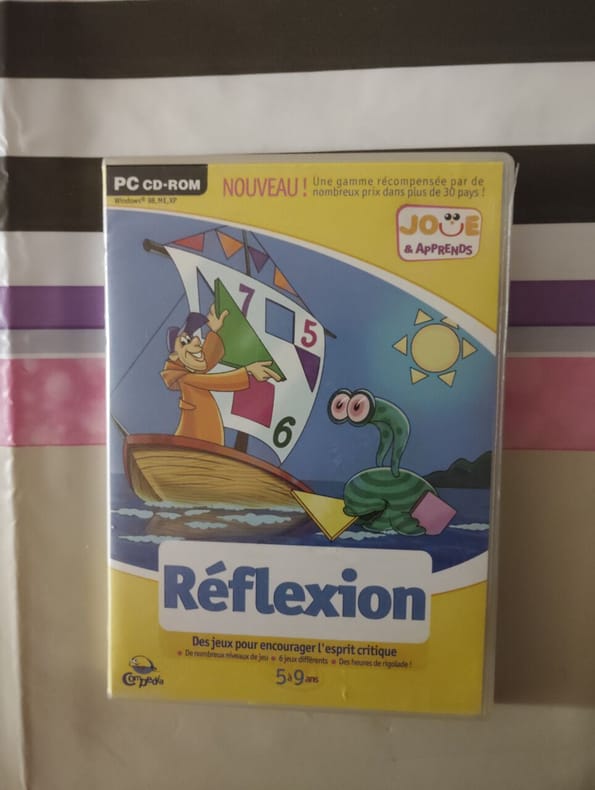 PC CD-ROM
Windows® 98, M1, XP
NOUVEAU !
Une gamme récompensée par de
nombreux prix dans plus de 30 pays !
JOUE
& APPRENDS
7
5
6
Réflexion
Des jeux pour encourager l'esprit critique
• De nombreux niveaux de jeu • 6 jeux différents • Des heures de rigolade !
5 à 9 ans
Compedia